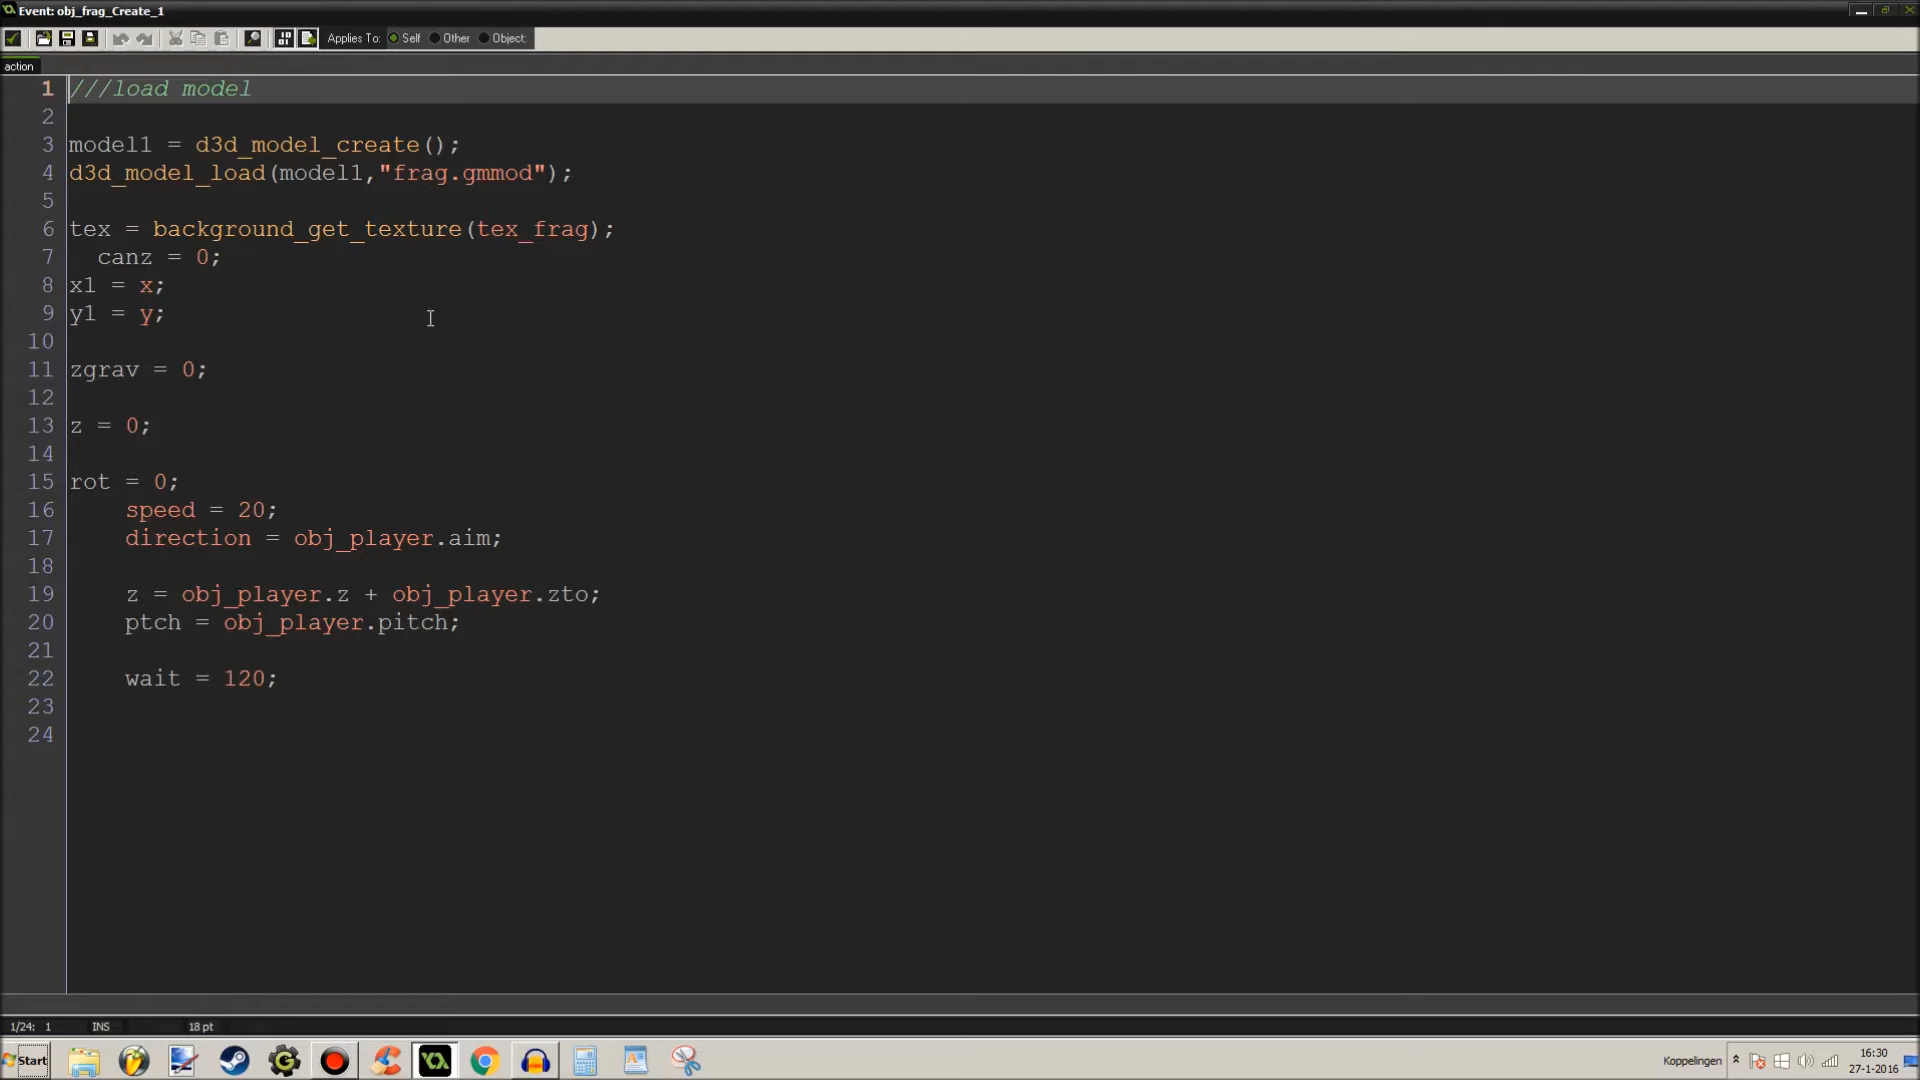 Event: obj_frag_Create_1
Applies To: Self Other Object:
action
1 ///load model
2
3 model1 = d3d_model_create();
4 d3d_model_load(model1,"frag.gmmod");
5
6 tex = background_get_texture(tex_frag);
7 canz = 0;
8 x1 = x;
9 y1 = y;
10
11 zgrav = 0;
12
13 z = 0;
14
15 rot = 0;
16 speed = 20;
17 direction = obj_player.aim;
18
19 z = obj_player.z + obj_player.zto;
20 ptch = obj_player.pitch;
21
22 wait = 120;
23
24
1/24: 1 INS 18 pt
Start
Koppelingen
16:30
27-1-2016